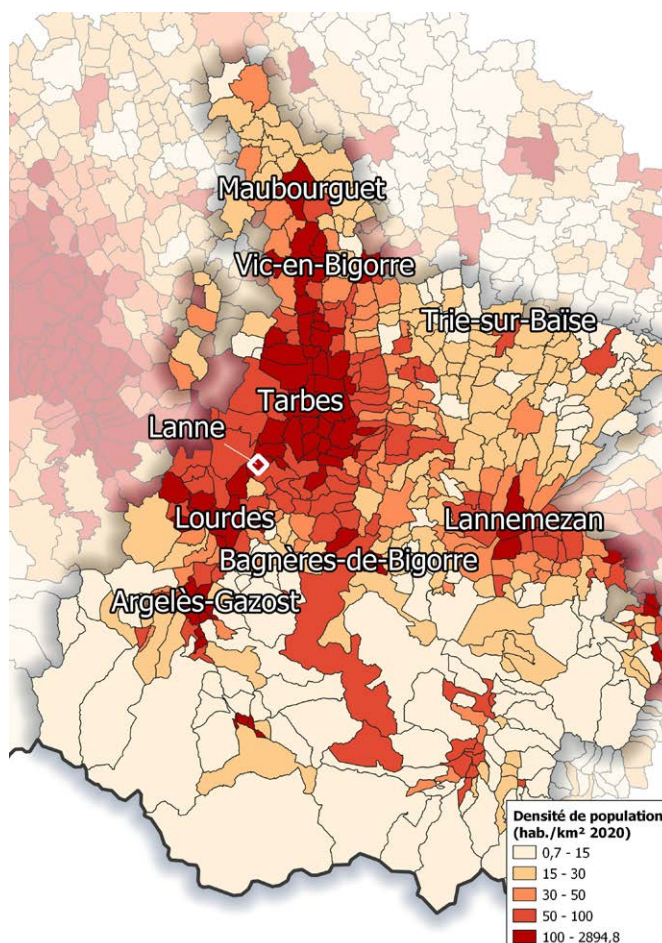 Maubourguet
Vic-en-Bigorre
Trie-sur-Baïse
Tarbes
Lanne
Lourdes
Lannemezan
Bagnères-de-Bigorre
Argelès-Gazost
Densité de population
(hab./km² 2020)
0,7 - 15
15 - 30
30 - 50
50 - 100
100 - 2894,8